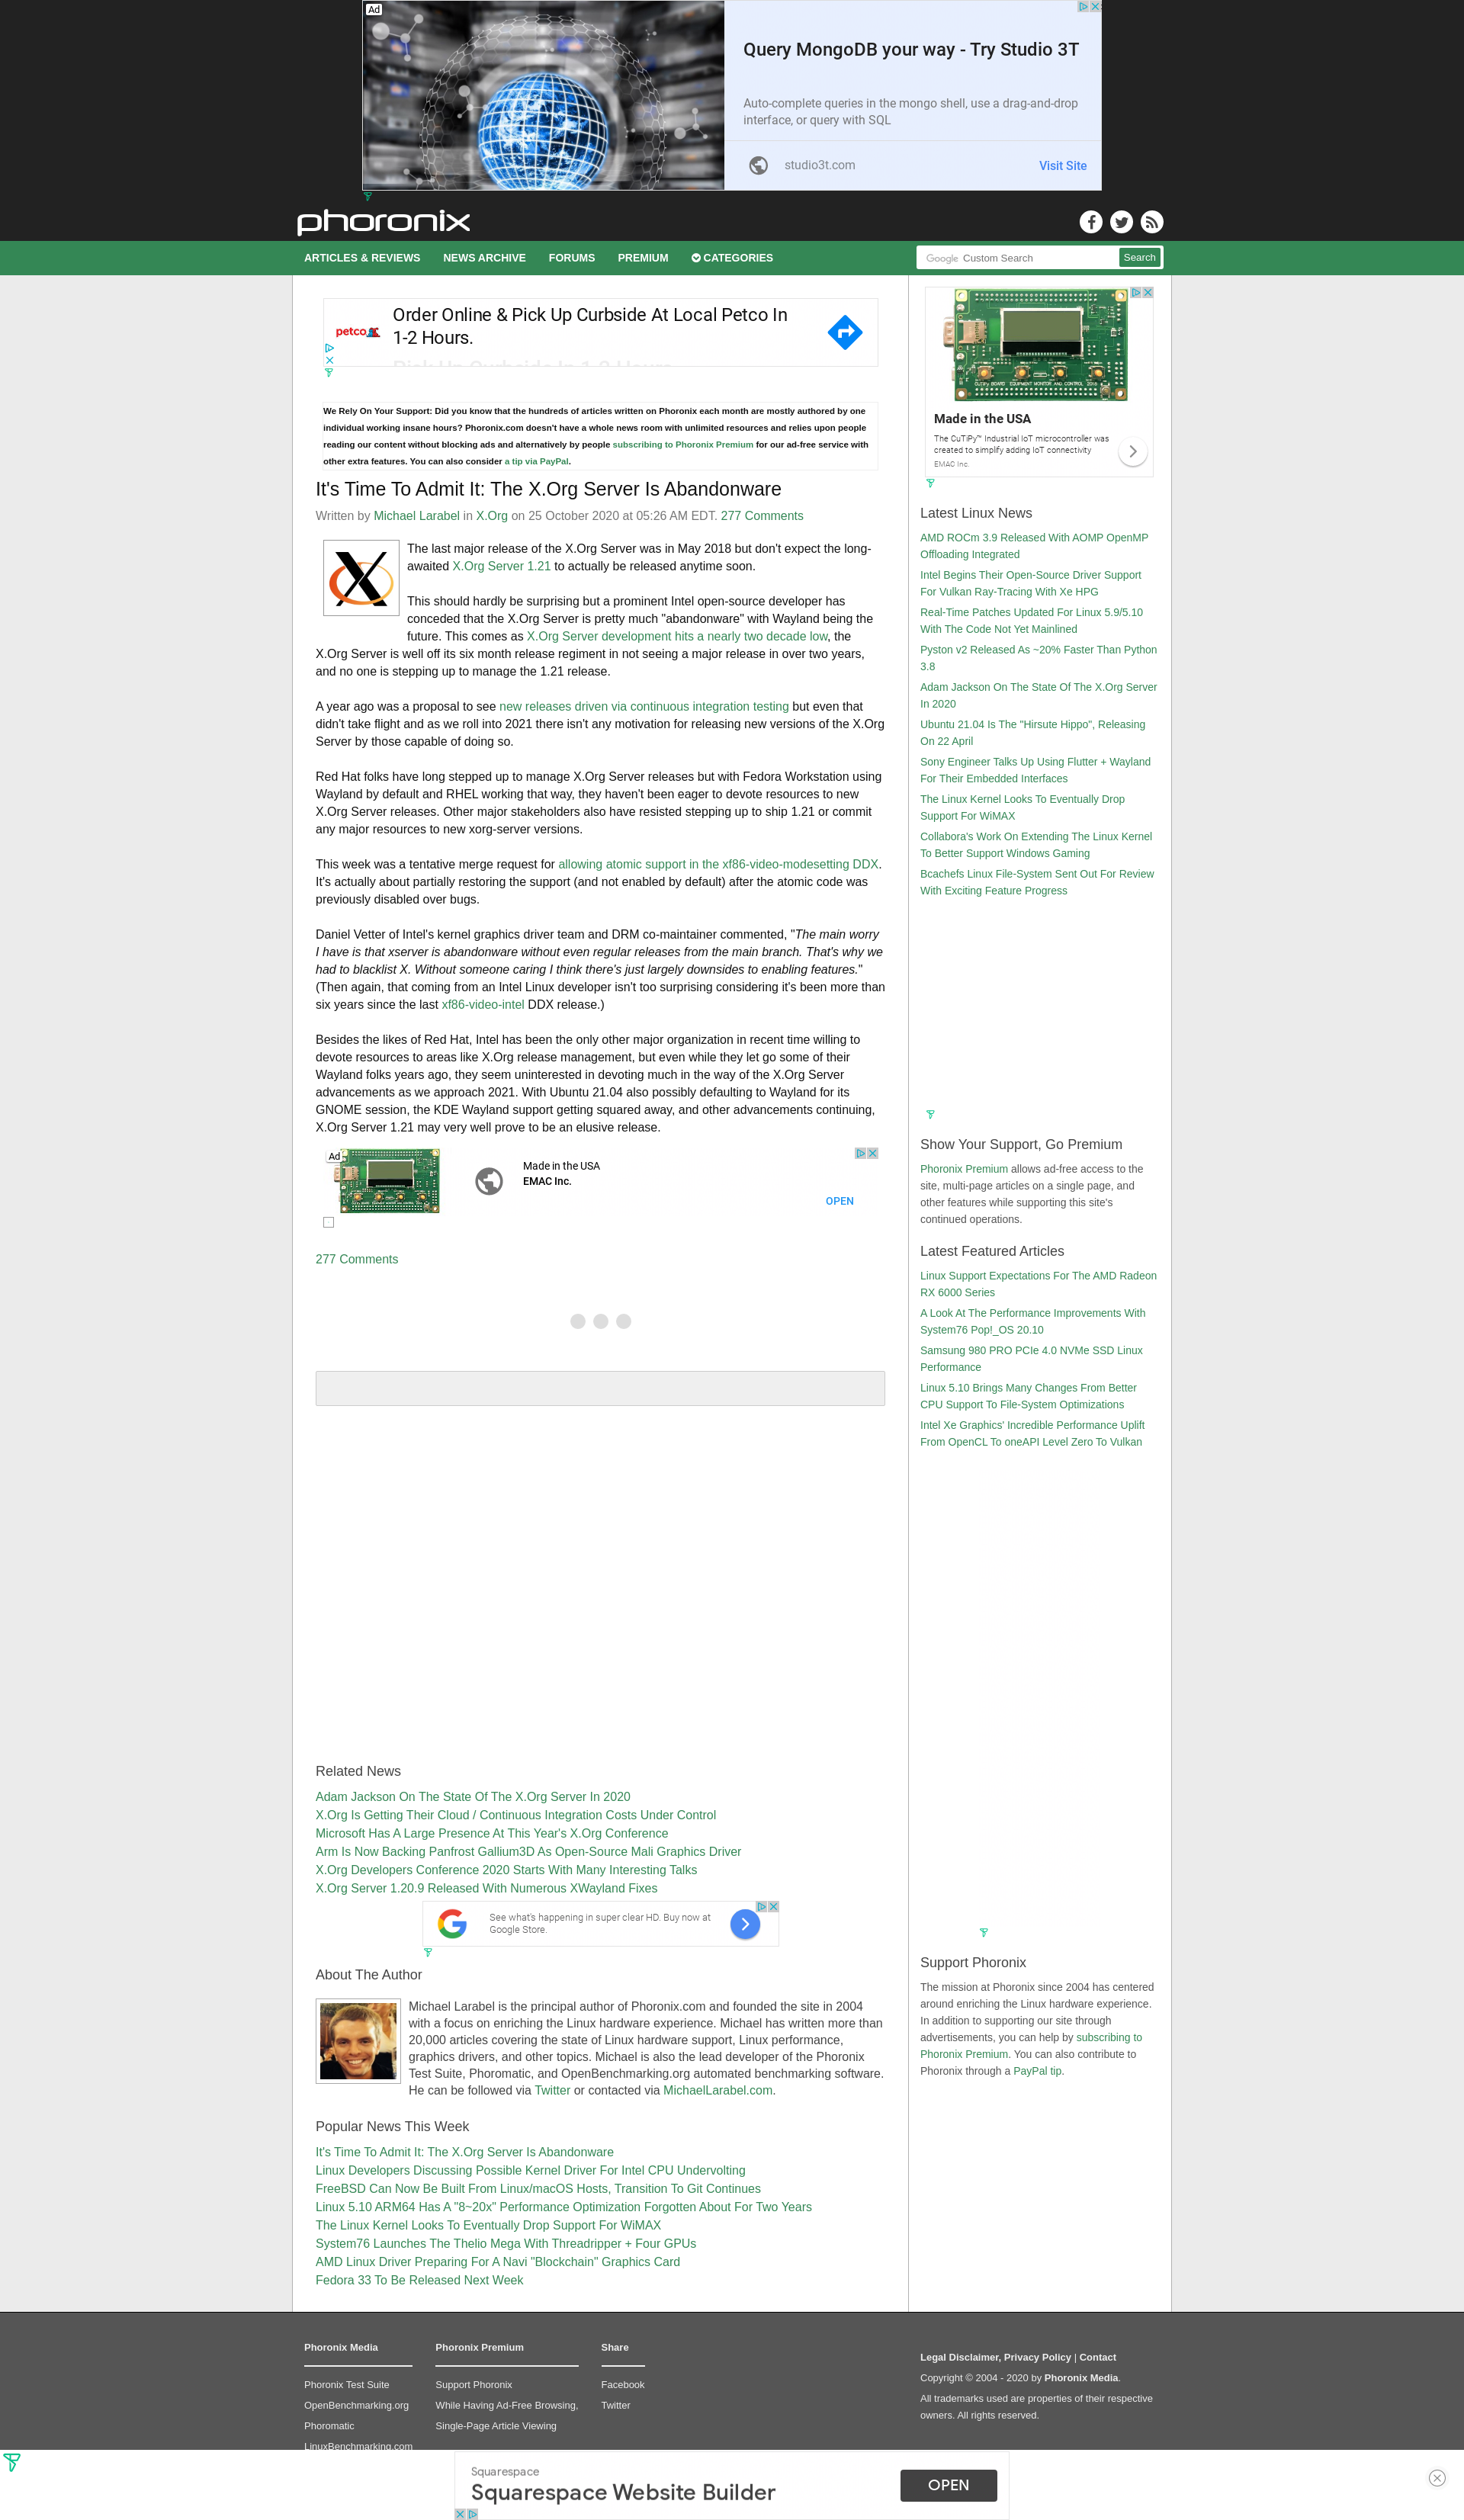 Ad
Query MongoDB your way - Try Studio 3T
Auto-complete queries in the mongo shell, use a drag-and-drop
interface, or query with SQL
studio3t.com
Visit Site
phoronix
ARTICLES & REVIEWS
NEWS ARCHIVE
FORUMS
PREMIUM
CATEGORIES
Google Custom Search
Search
petco
Order Online & Pick Up Curbside At Local Petco In
1-2 Hours.
Pick Up Curbside In 1-2 Hours
We Rely On Your Support: Did you know that the hundreds of articles written on Phoronix each month are mostly authored by one
individual working insane hours? Phoronix.com doesn't have a whole news room with unlimited resources and relies upon people
reading our content without blocking ads and alternatively by people subscribing to Phoronix Premium for our ad-free service with
other extra features. You can also consider a tip via PayPal.
It's Time To Admit It: The X.Org Server Is Abandonware
Written by Michael Larabel in X.Org on 25 October 2020 at 05:26 AM EDT. 277 Comments
The last major release of the X.Org Server was in May 2018 but don't expect the long-
awaited X.Org Server 1.21 to actually be released anytime soon.
This should hardly be surprising but a prominent Intel open-source developer has
conceded that the X.Org Server is pretty much "abandonware" with Wayland being the
future. This comes as X.Org Server development hits a nearly two decade low, the
X.Org Server is well off its six month release regiment in not seeing a major release in over two years,
and no one is stepping up to manage the 1.21 release.
A year ago was a proposal to see new releases driven via continuous integration testing but even that
didn't take flight and as we roll into 2021 there isn't any motivation for releasing new versions of the X.Org
Server by those capable of doing so.
Red Hat folks have long stepped up to manage X.Org Server releases but with Fedora Workstation using
Wayland by default and RHEL working that way, they haven't been eager to devote resources to new
X.Org Server releases. Other major stakeholders also have resisted stepping up to ship 1.21 or commit
any major resources to new xorg-server versions.
This week was a tentative merge request for allowing atomic support in the xf86-video-modesetting DDX.
It's actually about partially restoring the support (and not enabled by default) after the atomic code was
previously disabled over bugs.
Daniel Vetter of Intel's kernel graphics driver team and DRM co-maintainer commented, "The main worry
I have is that xserver is abandonware without even regular releases from the main branch. That's why we
had to blacklist X. Without someone caring I think there's just largely downsides to enabling features."
(Then again, that coming from an Intel Linux developer isn't too surprising considering it's been more than
six years since the last xf86-video-intel DDX release.)
Besides the likes of Red Hat, Intel has been the only other major organization in recent time willing to
devote resources to areas like X.Org release management, but even while they let go some of their
Wayland folks years ago, they seem uninterested in devoting much in the way of the X.Org Server
advancements as we approach 2021. With Ubuntu 21.04 also possibly defaulting to Wayland for its
GNOME session, the KDE Wayland support getting squared away, and other advancements continuing,
X.Org Server 1.21 may very well prove to be an elusive release.
Ad
Made in the USA
EMAC Inc.
OPEN
277 Comments
Related News
Adam Jackson On The State Of The X.Org Server In 2020
X.Org Is Getting Their Cloud / Continuous Integration Costs Under Control
Microsoft Has A Large Presence At This Year's X.Org Conference
Arm Is Now Backing Panfrost Gallium3D As Open-Source Mali Graphics Driver
X.Org Developers Conference 2020 Starts With Many Interesting Talks
X.Org Server 1.20.9 Released With Numerous XWayland Fixes
See what's happening in super clear HD. Buy now at
Google Store.
About The Author
Michael Larabel is the principal author of Phoronix.com and founded the site in 2004
with a focus on enriching the Linux hardware experience. Michael has written more than
20,000 articles covering the state of Linux hardware support, Linux performance,
graphics drivers, and other topics. Michael is also the lead developer of the Phoronix
Test Suite, Phoromatic, and OpenBenchmarking.org automated benchmarking software.
He can be followed via Twitter or contacted via MichaelLarabel.com.
Popular News This Week
It's Time To Admit It: The X.Org Server Is Abandonware
Linux Developers Discussing Possible Kernel Driver For Intel CPU Undervolting
FreeBSD Can Now Be Built From Linux/macOS Hosts, Transition To Git Continues
Linux 5.10 ARM64 Has A "8~20x" Performance Optimization Forgotten About For Two Years
The Linux Kernel Looks To Eventually Drop Support For WiMAX
System76 Launches The Thelio Mega With Threadripper + Four GPUs
AMD Linux Driver Preparing For A Navi "Blockchain" Graphics Card
Fedora 33 To Be Released Next Week
CUTIPY BOARD EQUIPMENT MONITOR AND CONTROL 2018
Made in the USA
The CuTiPy™ Industrial IoT microcontroller was
created to simplify adding IoT connectivity
EMAC Inc.
Latest Linux News
AMD ROCm 3.9 Released With AOMP OpenMP
Offloading Integrated
Intel Begins Their Open-Source Driver Support
For Vulkan Ray-Tracing With Xe HPG
Real-Time Patches Updated For Linux 5.9/5.10
With The Code Not Yet Mainlined
Pyston v2 Released As ~20% Faster Than Python
3.8
Adam Jackson On The State Of The X.Org Server
In 2020
Ubuntu 21.04 Is The "Hirsute Hippo", Releasing
On 22 April
Sony Engineer Talks Up Using Flutter + Wayland
For Their Embedded Interfaces
The Linux Kernel Looks To Eventually Drop
Support For WiMAX
Collabora's Work On Extending The Linux Kernel
To Better Support Windows Gaming
Bcachefs Linux File-System Sent Out For Review
With Exciting Feature Progress
Show Your Support, Go Premium
Phoronix Premium allows ad-free access to the
site, multi-page articles on a single page, and
other features while supporting this site's
continued operations.
Latest Featured Articles
Linux Support Expectations For The AMD Radeon
RX 6000 Series
A Look At The Performance Improvements With
System76 Pop!_OS 20.10
Samsung 980 PRO PCIe 4.0 NVMe SSD Linux
Performance
Linux 5.10 Brings Many Changes From Better
CPU Support To File-System Optimizations
Intel Xe Graphics' Incredible Performance Uplift
From OpenCL To oneAPI Level Zero To Vulkan
Support Phoronix
The mission at Phoronix since 2004 has centered
around enriching the Linux hardware experience.
In addition to supporting our site through
advertisements, you can help by subscribing to
Phoronix Premium. You can also contribute to
Phoronix through a PayPal tip.
Phoronix Media
Phoronix Test Suite
OpenBenchmarking.org
Phoromatic
LinuxBenchmarking.com
Phoronix Premium
Support Phoronix
While Having Ad-Free Browsing,
Single-Page Article Viewing
Share
Facebook
Twitter
Legal Disclaimer, Privacy Policy | Contact
Copyright © 2004 - 2020 by Phoronix Media.
All trademarks used are properties of their respective
owners. All rights reserved.
Squarespace
Squarespace Website Builder
OPEN